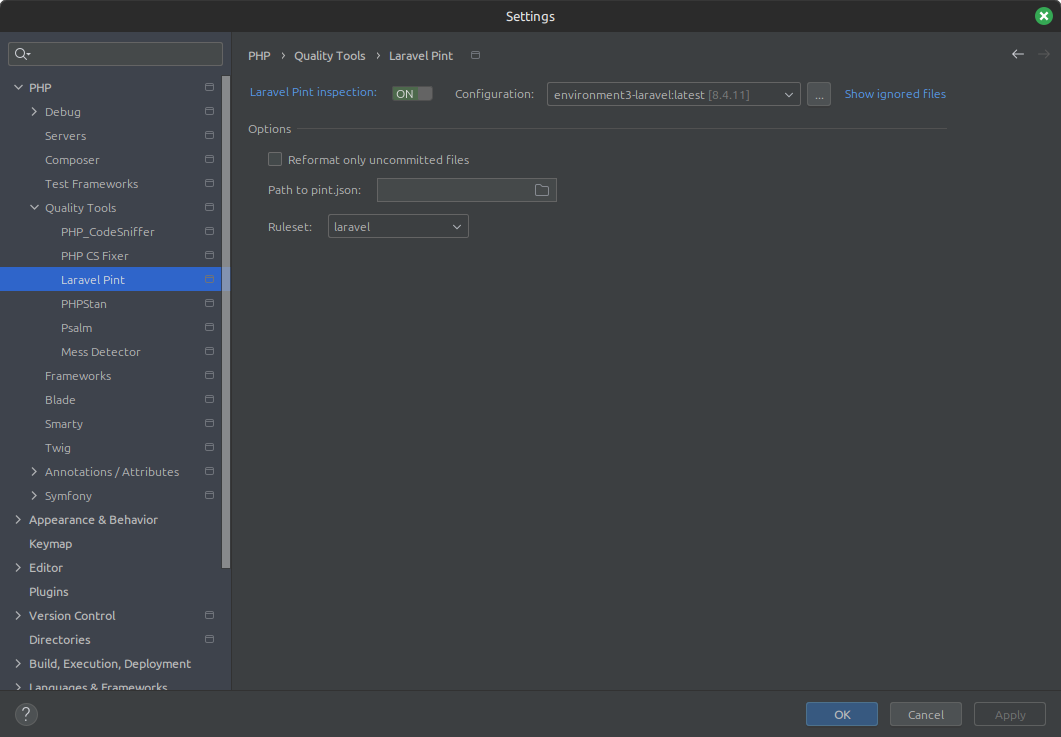 Settings
PHP › Quality Tools › Laravel Pint
Laravel Pint inspection: ON Configuration: environment3-laravel:latest [8.4.11] ... Show ignored files
Options
Reformat only uncommitted files
Path to pint.json:
Ruleset: laravel
PHP
Debug
Servers
Composer
Test Frameworks
Quality Tools
PHP_CodeSniffer
PHP CS Fixer
Laravel Pint
PHPStan
Psalm
Mess Detector
Frameworks
Blade
Smarty
Twig
Annotations / Attributes
Symfony
Appearance & Behavior
Keymap
Editor
Plugins
Version Control
Directories
Build, Execution, Deployment
Languages & Frameworks
? OK Cancel Apply